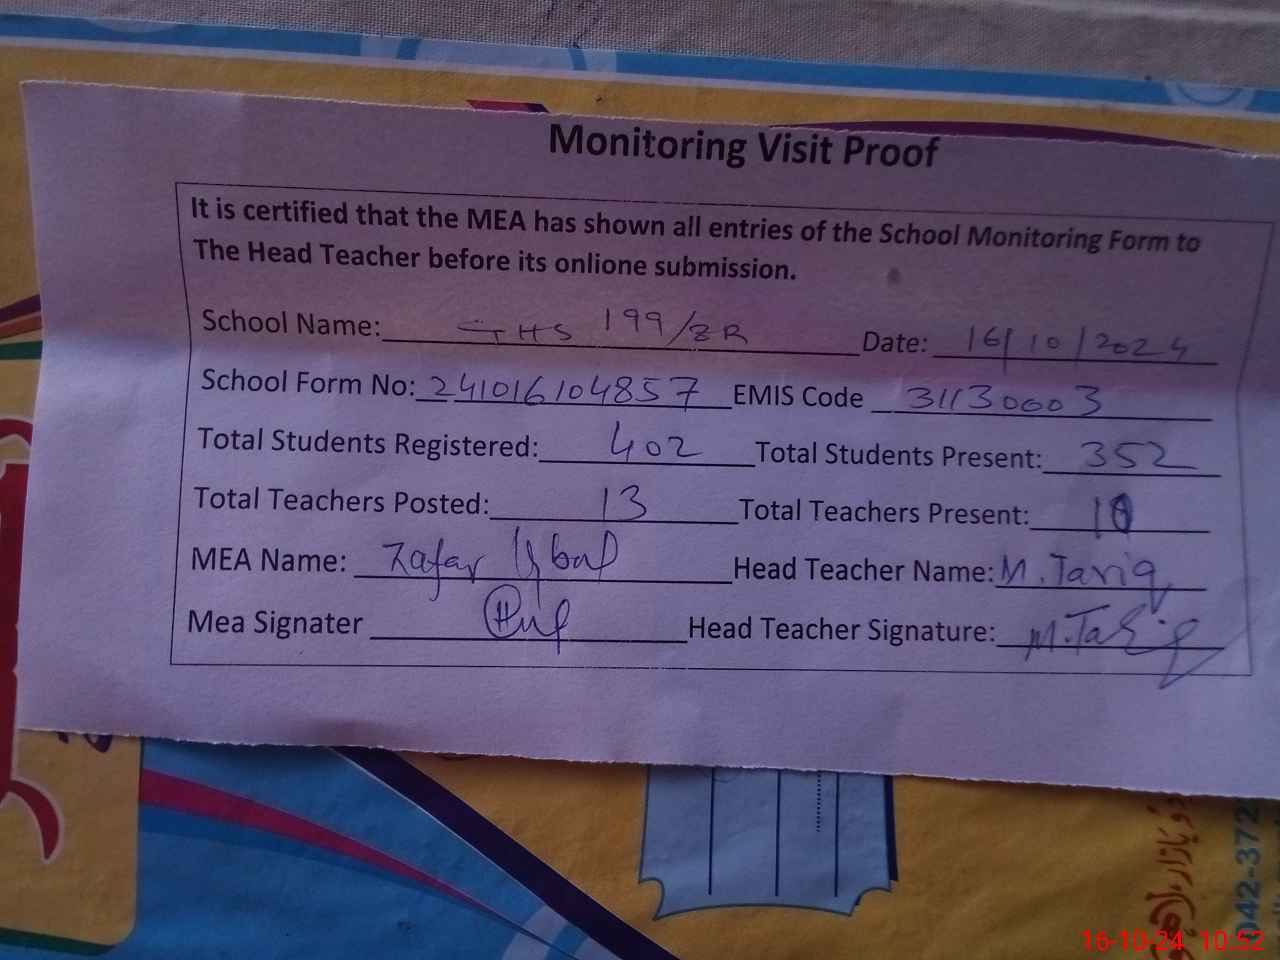 Monitoring Visit Proof
It is certified that the MEA has shown all entries of the School Monitoring Form to
The Head Teacher before its onlione submission.
School Name: GHS 199/8R Date: 16/10/2024
School Form No: 241016104857 EMIS Code 31130003
Total Students Registered: 402 Total Students Present: 352
Total Teachers Posted: 13 Total Teachers Present: 10
MEA Name: Zafar Iqbal Head Teacher Name: M. Tariq
Mea Signater Head Teacher Signature: M. Tariq
042-372
16-10-24 10:52